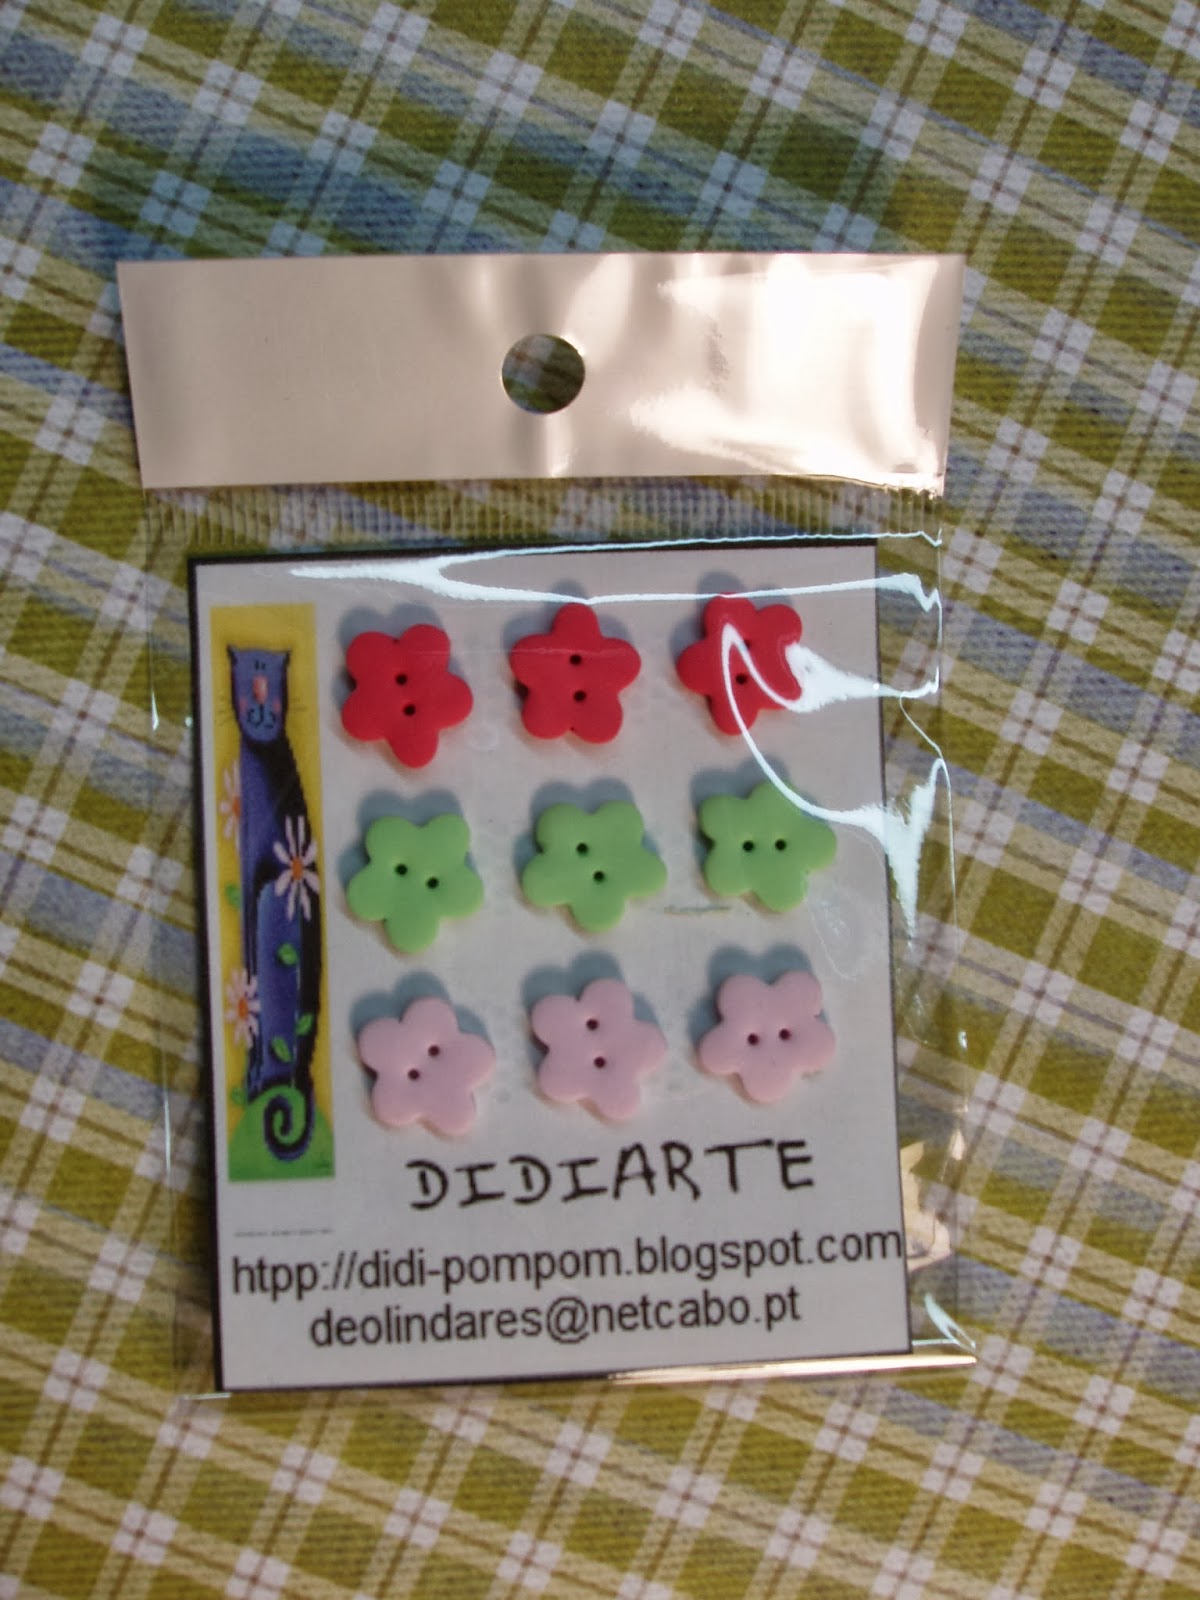 DIDIARTE
htpp://didi-pompom.blogspot.com
deolindares@netcabo.pt